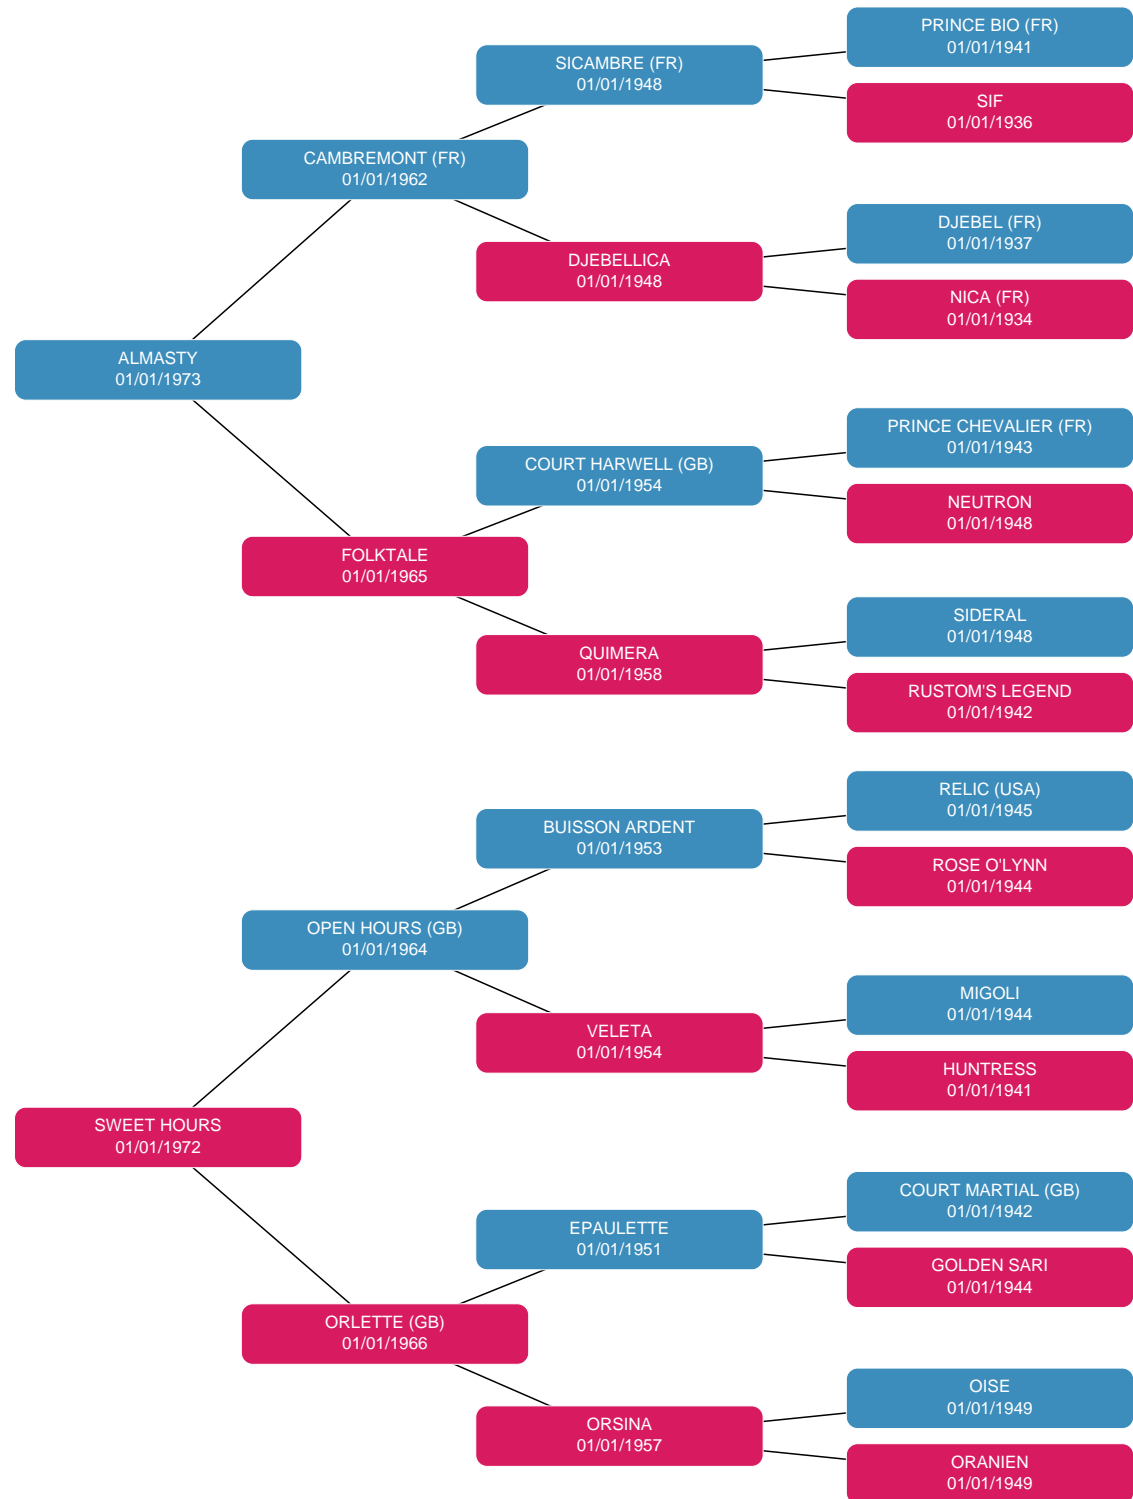 PRINCE BIO (FR)
01/01/1941
SICAMBRE (FR)
01/01/1948
SIF
01/01/1936
CAMBREMONT (FR)
01/01/1962
DJEBEL (FR)
01/01/1937
DJEBELLICA
01/01/1948
NICA (FR)
01/01/1934
ALMASTY
01/01/1973
PRINCE CHEVALIER (FR)
01/01/1943
COURT HARWELL (GB)
01/01/1954
NEUTRON
01/01/1948
FOLKTALE
01/01/1965
SIDERAL
01/01/1948
QUIMERA
01/01/1958
RUSTOM'S LEGEND
01/01/1942
RELIC (USA)
01/01/1945
BUISSON ARDENT
01/01/1953
ROSE O'LYNN
01/01/1944
OPEN HOURS (GB)
01/01/1964
MIGOLI
01/01/1944
VELETA
01/01/1954
HUNTRESS
01/01/1941
SWEET HOURS
01/01/1972
COURT MARTIAL (GB)
01/01/1942
EPAULETTE
01/01/1951
GOLDEN SARI
01/01/1944
ORLETTE (GB)
01/01/1966
OISE
01/01/1949
ORSINA
01/01/1957
ORANIEN
01/01/1949